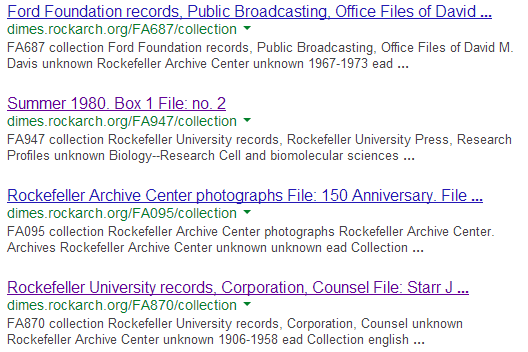 Ford Foundation records, Public Broadcasting, Office Files of David ...
dimes.rockarch.org/FA687/collection
FA687 collection Ford Foundation records, Public Broadcasting, Office Files of David M.
Davis unknown Rockefeller Archive Center unknown 1967-1973 ead ...
Summer 1980. Box 1 File: no. 2
dimes.rockarch.org/FA947/collection
FA947 collection Rockefeller University records, Rockefeller University Press, Research
Profiles unknown Biology--Research Cell and biomolecular sciences ...
Rockefeller Archive Center photographs File: 150 Anniversary. File ...
dimes.rockarch.org/FA095/collection
FA095 collection Rockefeller Archive Center photographs Rockefeller Archive Center.
Archives Rockefeller Archive Center unknown unknown ead Collection ...
Rockefeller University records, Corporation, Counsel File: Starr J ...
dimes.rockarch.org/FA870/collection
FA870 collection Rockefeller University records, Corporation, Counsel unknown
Rockefeller Archive Center unknown 1906-1958 ead Collection english ...